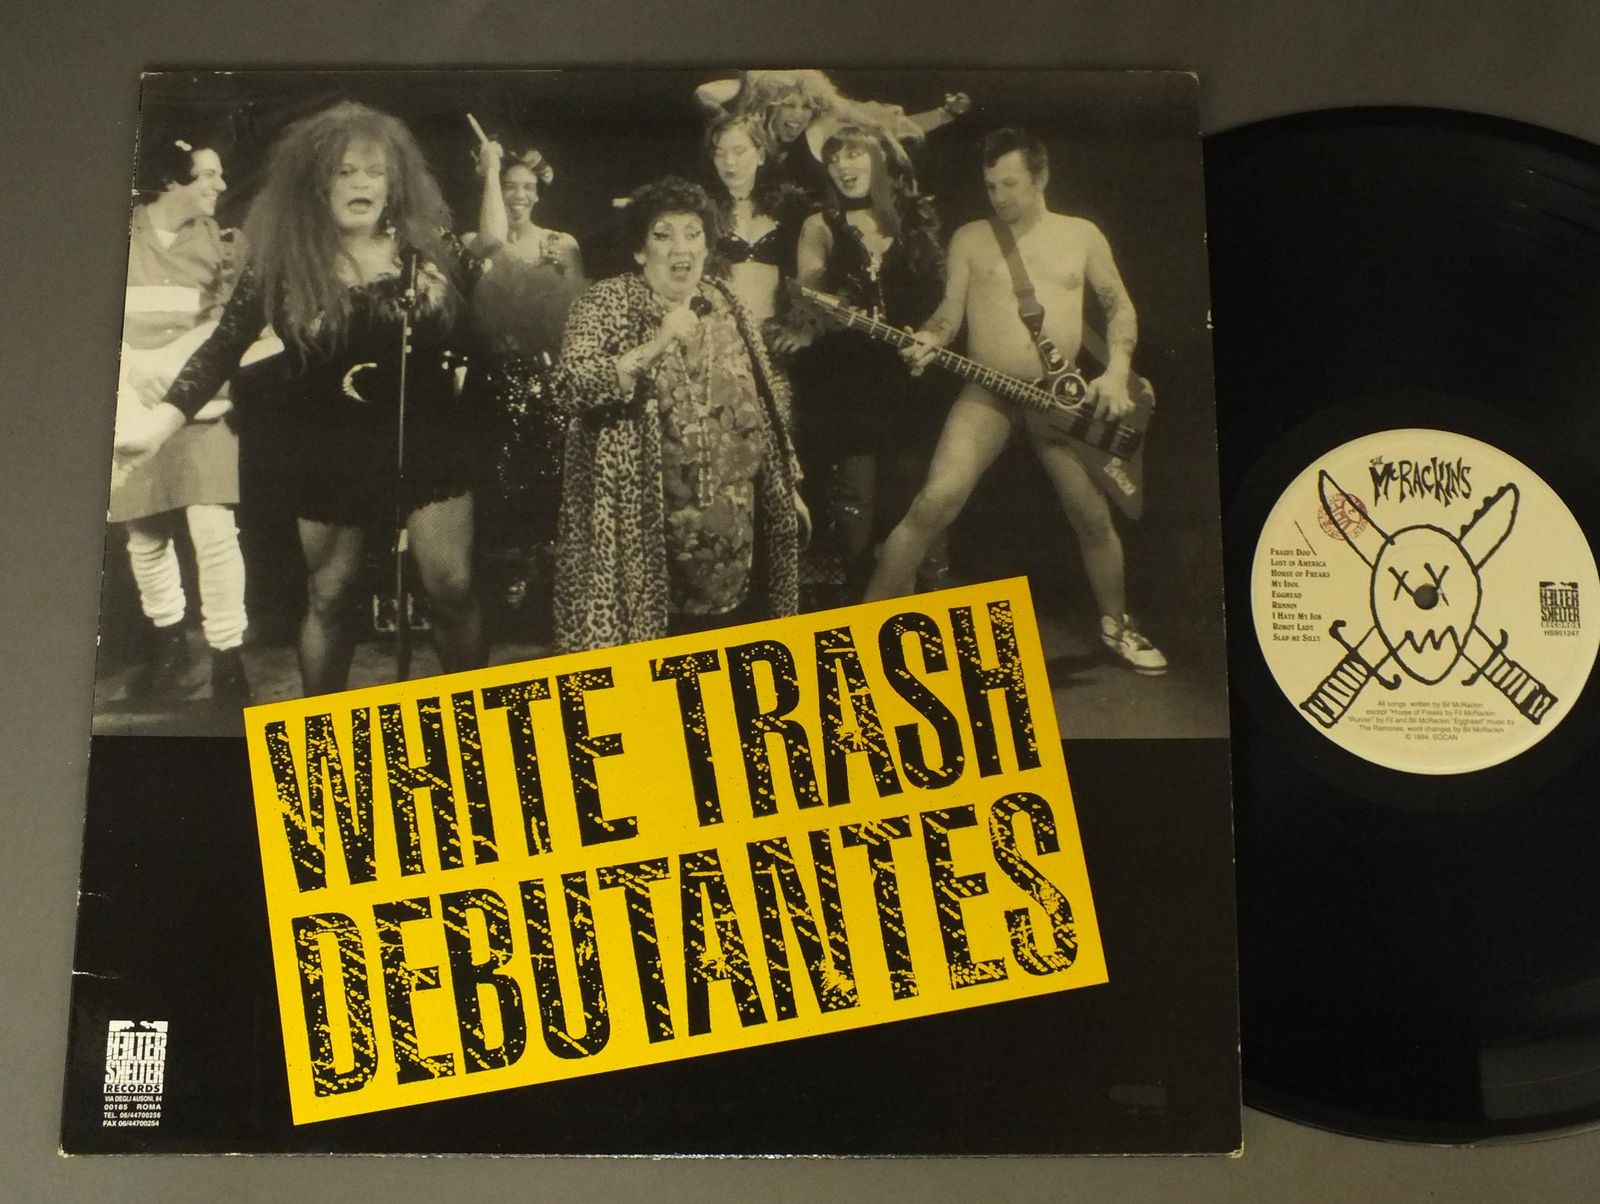 WHITE TRASH
DEBUTANTES
HELTER
SKELTER
RECORDS
VIA DEGLI AUSONI, 84
00185 ROMA
TEL. 06/44700256
FAX 06/44700254
THE
McRACKINS
FRAIDY DOO
LOST IN AMERICA
HORSE OF FREAKS
MY IDOL
EGGHEAD
RUNNIN
I HATE MY JOB
ROBOT LADY
SLAP ME SILLY
HELTER
SKELTER
RECORDS
HS951247
All songs written by Bil McRackin
except "House of Freaks by Fil McRackin
"Runnin" by Fil and Bil McRackin "Egghead" music by
The Ramones, word changes by Bil McRackin
© 1994. SOCAN